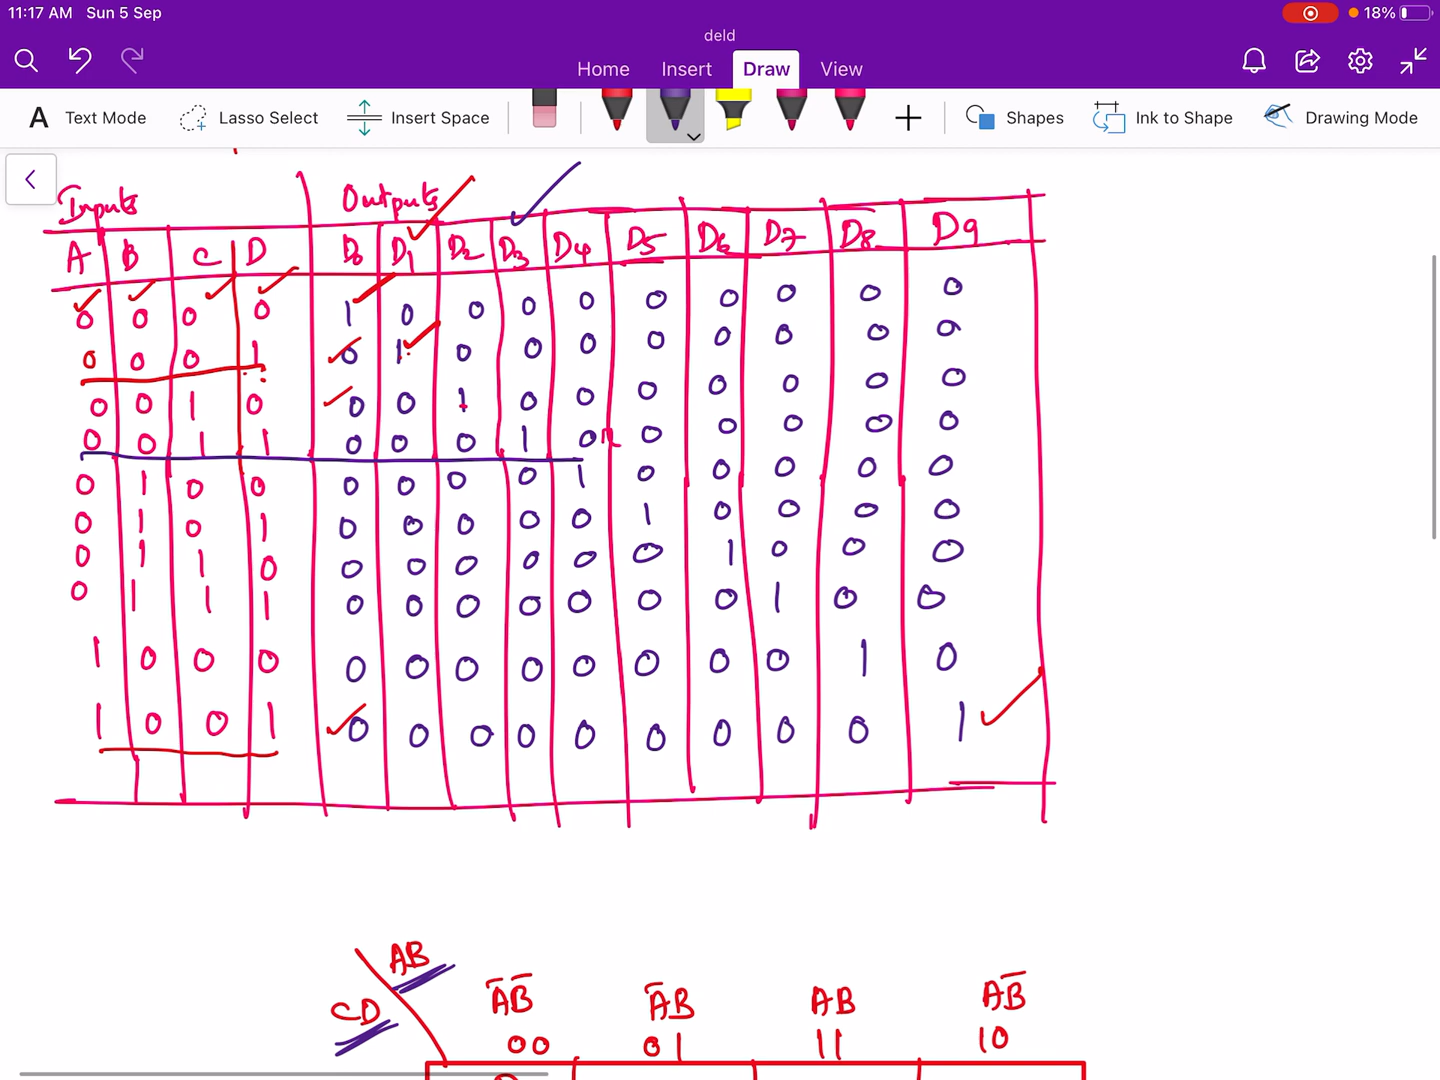 11:17 AM Sun 5 Sep 18%
deld
Home Insert Draw View
A Text Mode Lasso Select Insert Space Shapes Ink to Shape Drawing Mode
Inputs Outputs
A B C D D0 D1 D2 D3 D4 D5 D6 D7 D8 D9
0 0 0 0 1 0 0 0 0 0 0 0 0 0
0 0 0 1 0 1 0 0 0 0 0 0 0 0
0 0 1 0 0 0 1 0 0 0 0 0 0 0
0 0 1 1 0 0 0 1 0 0 0 0 0 0
0 1 0 0 0 0 0 0 1 0 0 0 0 0
0 1 0 1 0 0 0 0 0 1 0 0 0 0
0 1 1 0 0 0 0 0 0 0 1 0 0 0
0 1 1 1 0 0 0 0 0 0 0 1 0 0
1 0 0 0 0 0 0 0 0 0 0 0 1 0
1 0 0 1 0 0 0 0 0 0 0 0 0 1
AB
CD A̅B̅ A̅B AB AB̅
00 01 11 10